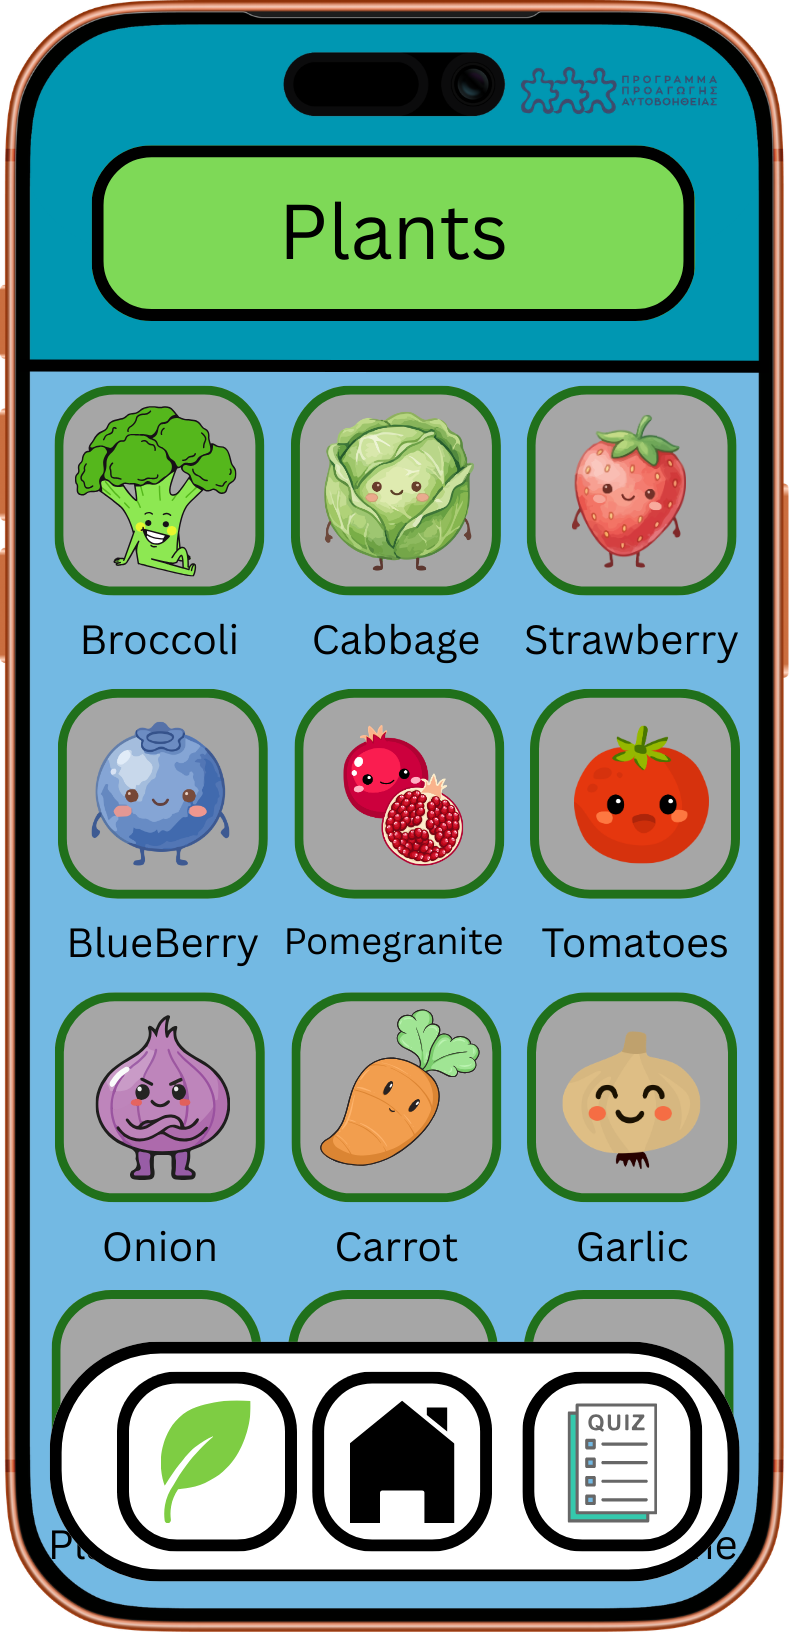 ΠΡΟΓΡΑΜΜΑ
ΠΡΟΑΓΩΓΗΣ
ΑΥΤΟΒΟΗΘΕΙΑΣ
Plants
Broccoli Cabbage Strawberry
BlueBerry Pomegranite Tomatoes
Onion Carrot Garlic
QUIZ